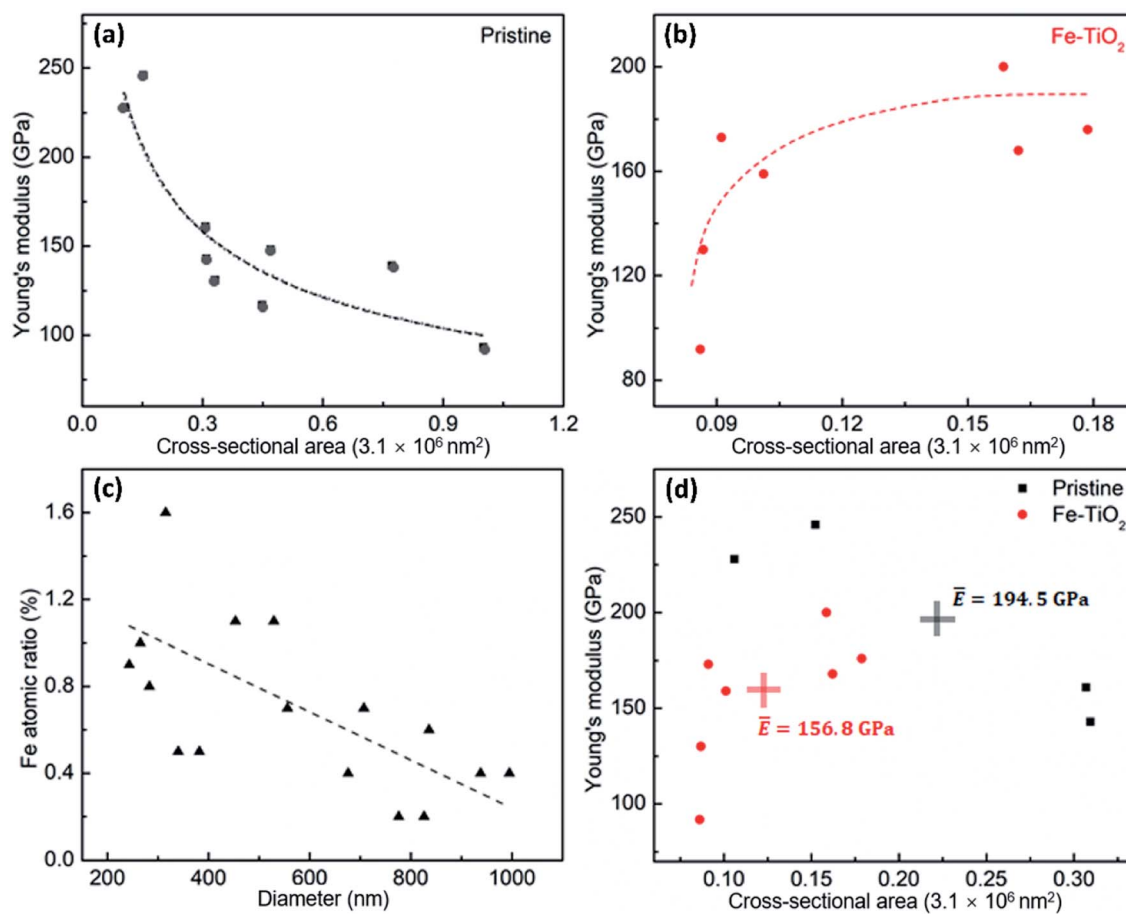 (a)
Pristine
Young's modulus (GPa)
250
200
150
100
0.0
0.3
0.6
0.9
1.2
Cross-sectional area (3.1 × 10⁶ nm²)
(b)
Fe-TiO₂
Young's modulus (GPa)
200
160
120
80
0.09
0.12
0.15
0.18
Cross-sectional area (3.1 × 10⁶ nm²)
(c)
Fe atomic ratio (%)
1.6
1.2
0.8
0.4
0.0
200
400
600
800
1000
Diameter (nm)
(d)
Pristine
Fe-TiO₂
Young's modulus (GPa)
250
200
150
100
E̅ = 194.5 GPa
E̅ = 156.8 GPa
0.10
0.15
0.20
0.25
0.30
Cross-sectional area (3.1 × 10⁶ nm²)